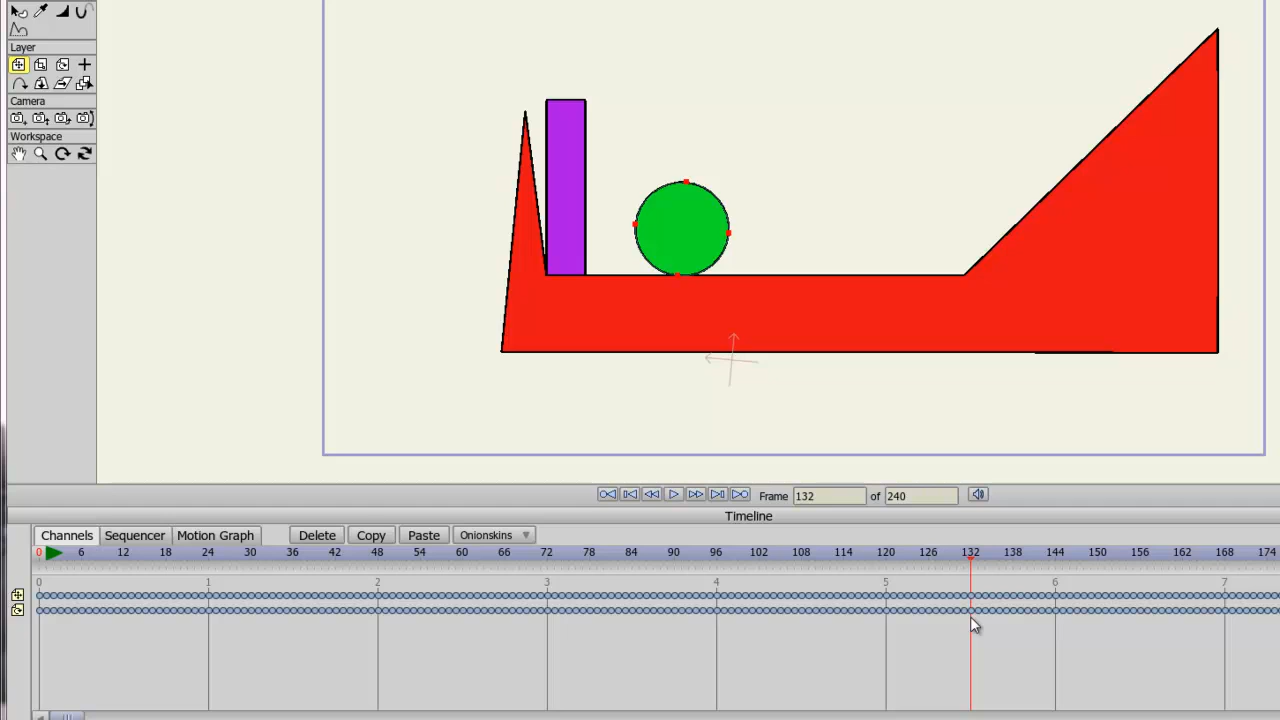 Layer
Camera
Workspace
Frame 132 of 240
Timeline
Channels Sequencer Motion Graph Delete Copy Paste Onionskins
0 6 12 18 24 30 36 42 48 54 60 66 72 78 84 90 96 102 108 114 120 126 132 138 144 150 156 162 168 174
0 1 2 3 4 5 6 7